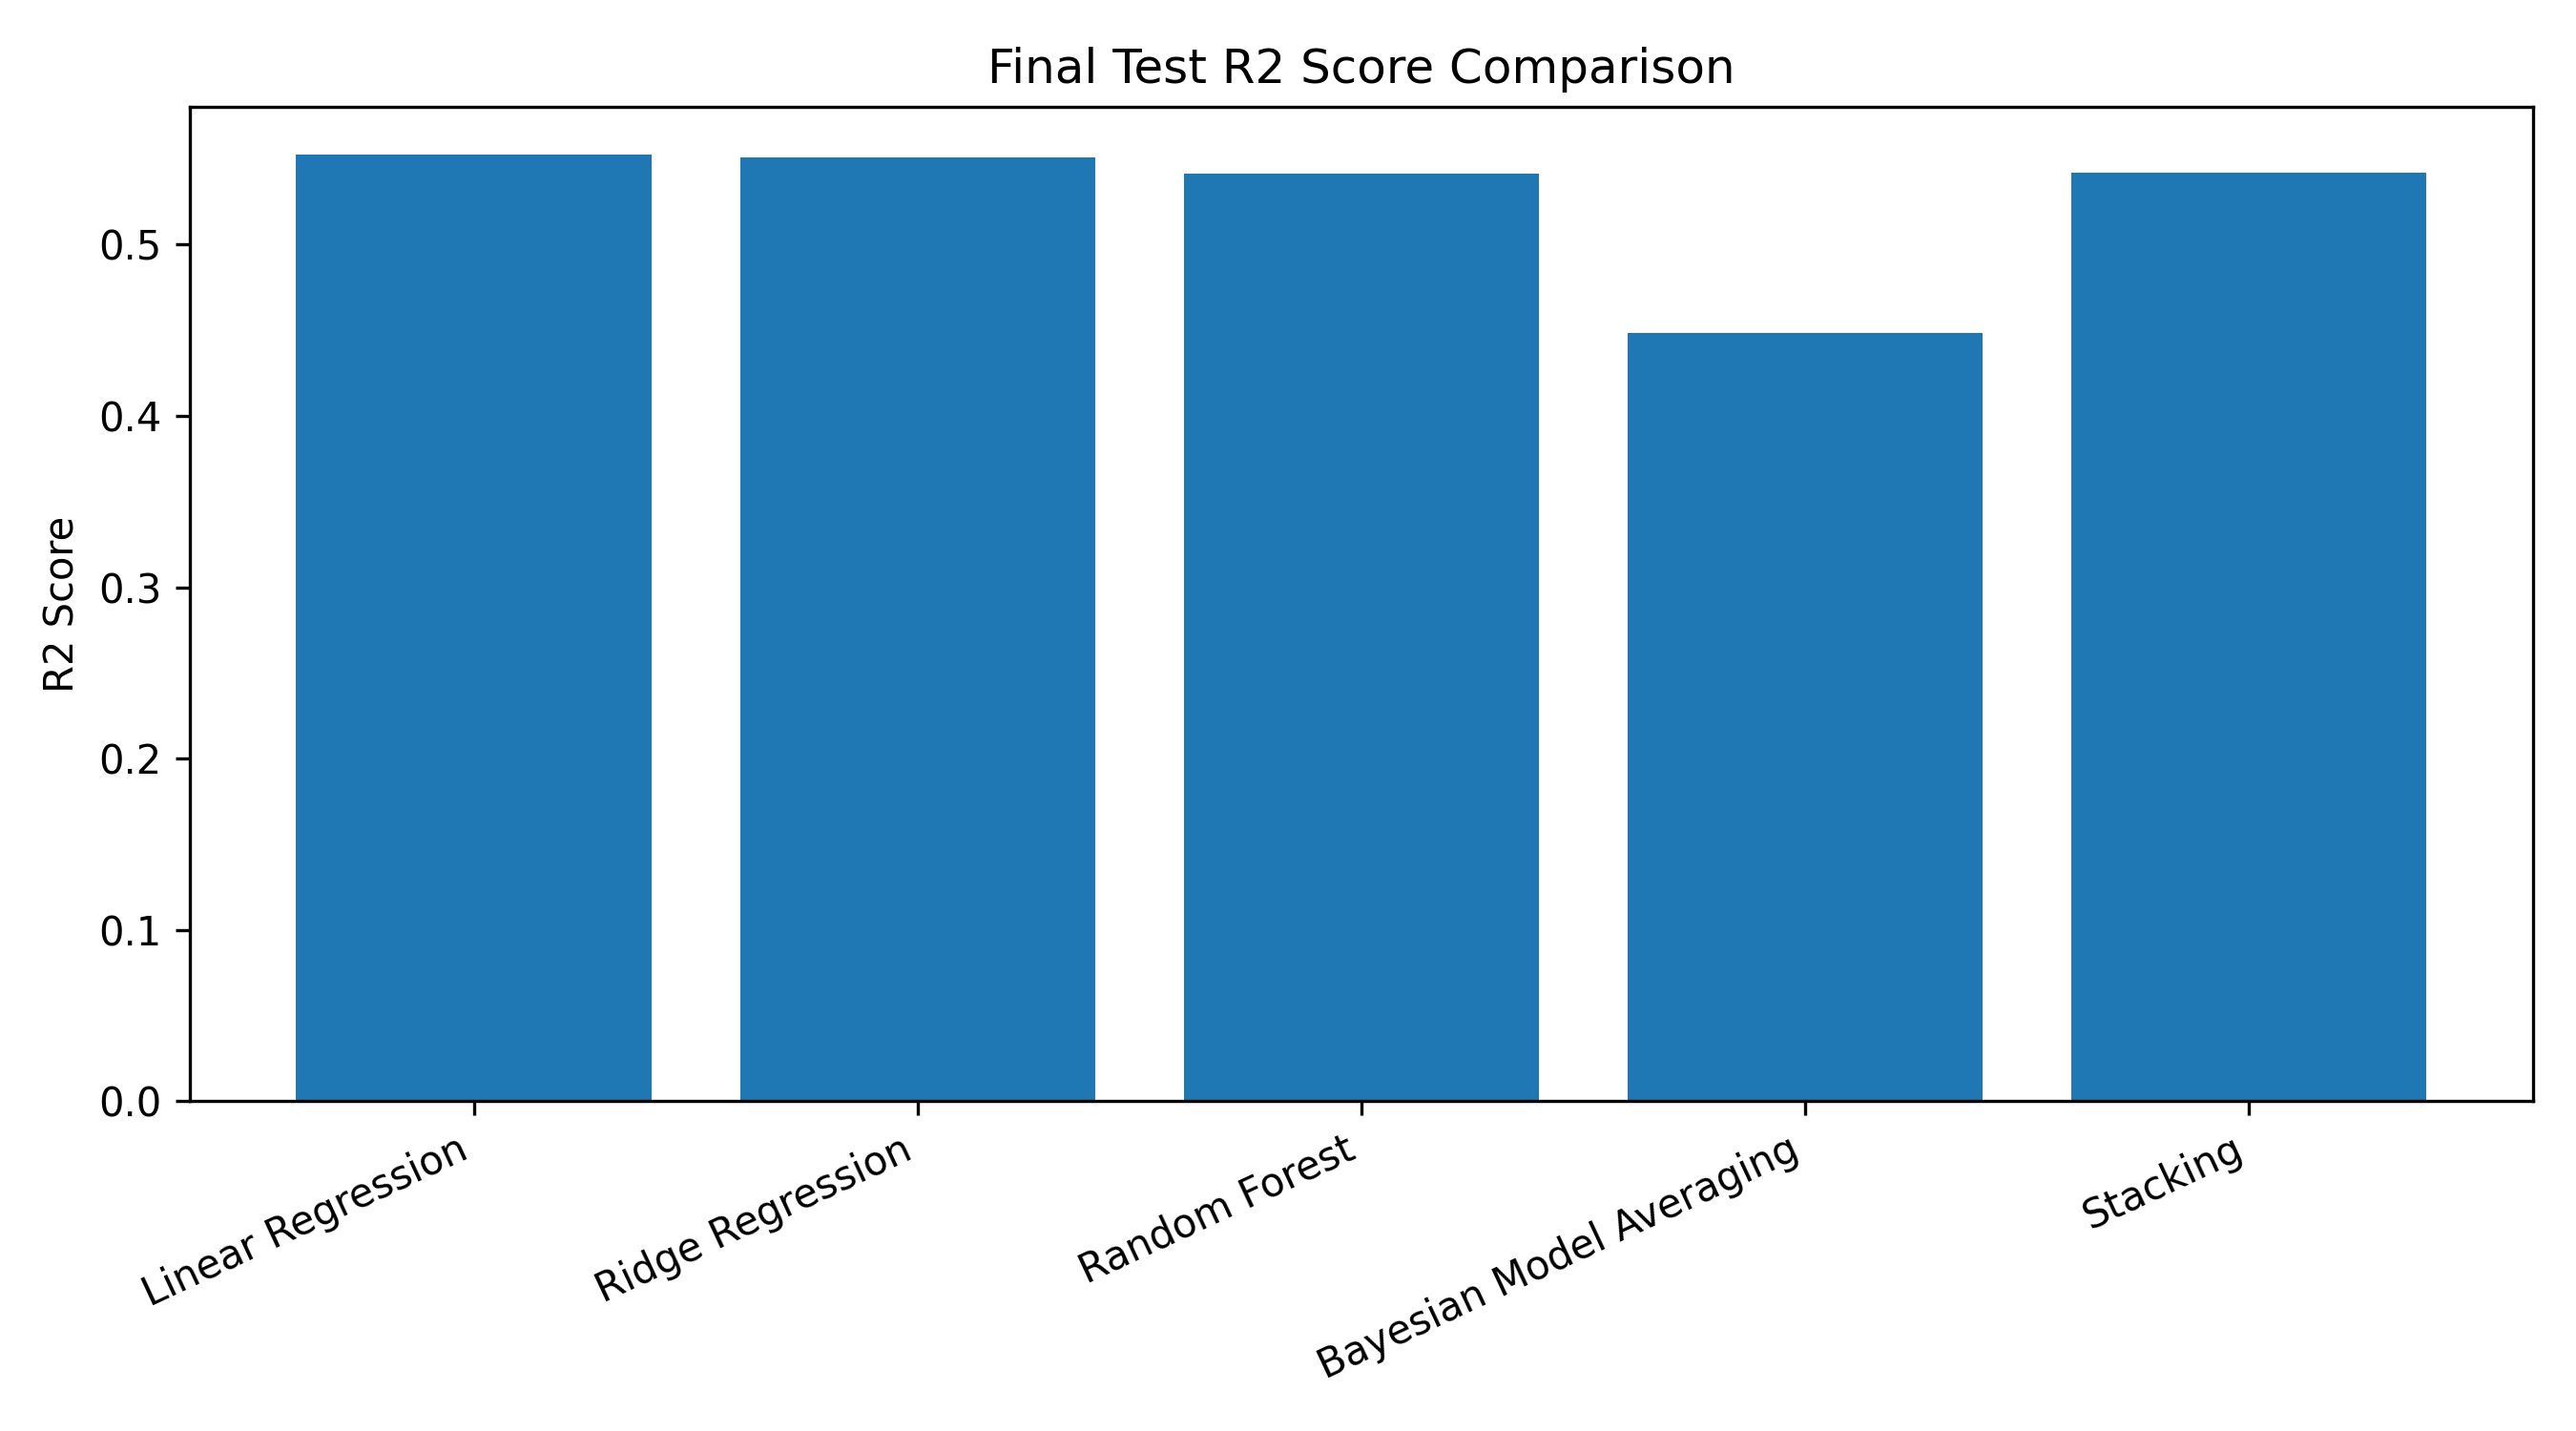 Final Test R2 Score Comparison
R2 Score
0.5
0.4
0.3
0.2
0.1
0.0
Linear Regression
Ridge Regression
Random Forest
Bayesian Model Averaging
Stacking